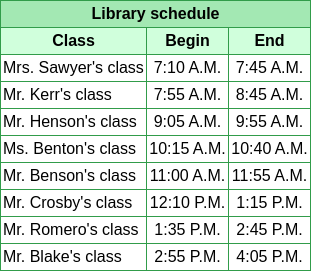 Library schedule
Class Begin End
Mrs. Sawyer's class 7:10 A.M. 7:45 A.M.
Mr. Kerr's class 7:55 A.M. 8:45 A.M.
Mr. Henson's class 9:05 A.M. 9:55 A.M.
Ms. Benton's class 10:15 A.M. 10:40 A.M.
Mr. Benson's class 11:00 A.M. 11:55 A.M.
Mr. Crosby's class 12:10 P.M. 1:15 P.M.
Mr. Romero's class 1:35 P.M. 2:45 P.M.
Mr. Blake's class 2:55 P.M. 4:05 P.M.